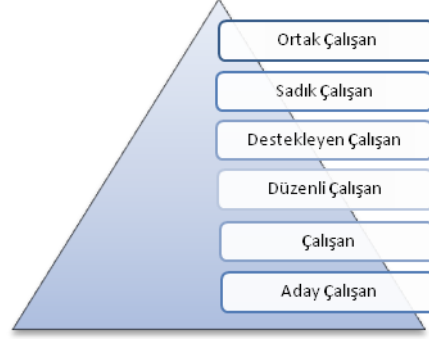 Ortak Çalışan
Sadık Çalışan
Destekleyen Çalışan
Düzenli Çalışan
Çalışan
Aday Çalışan